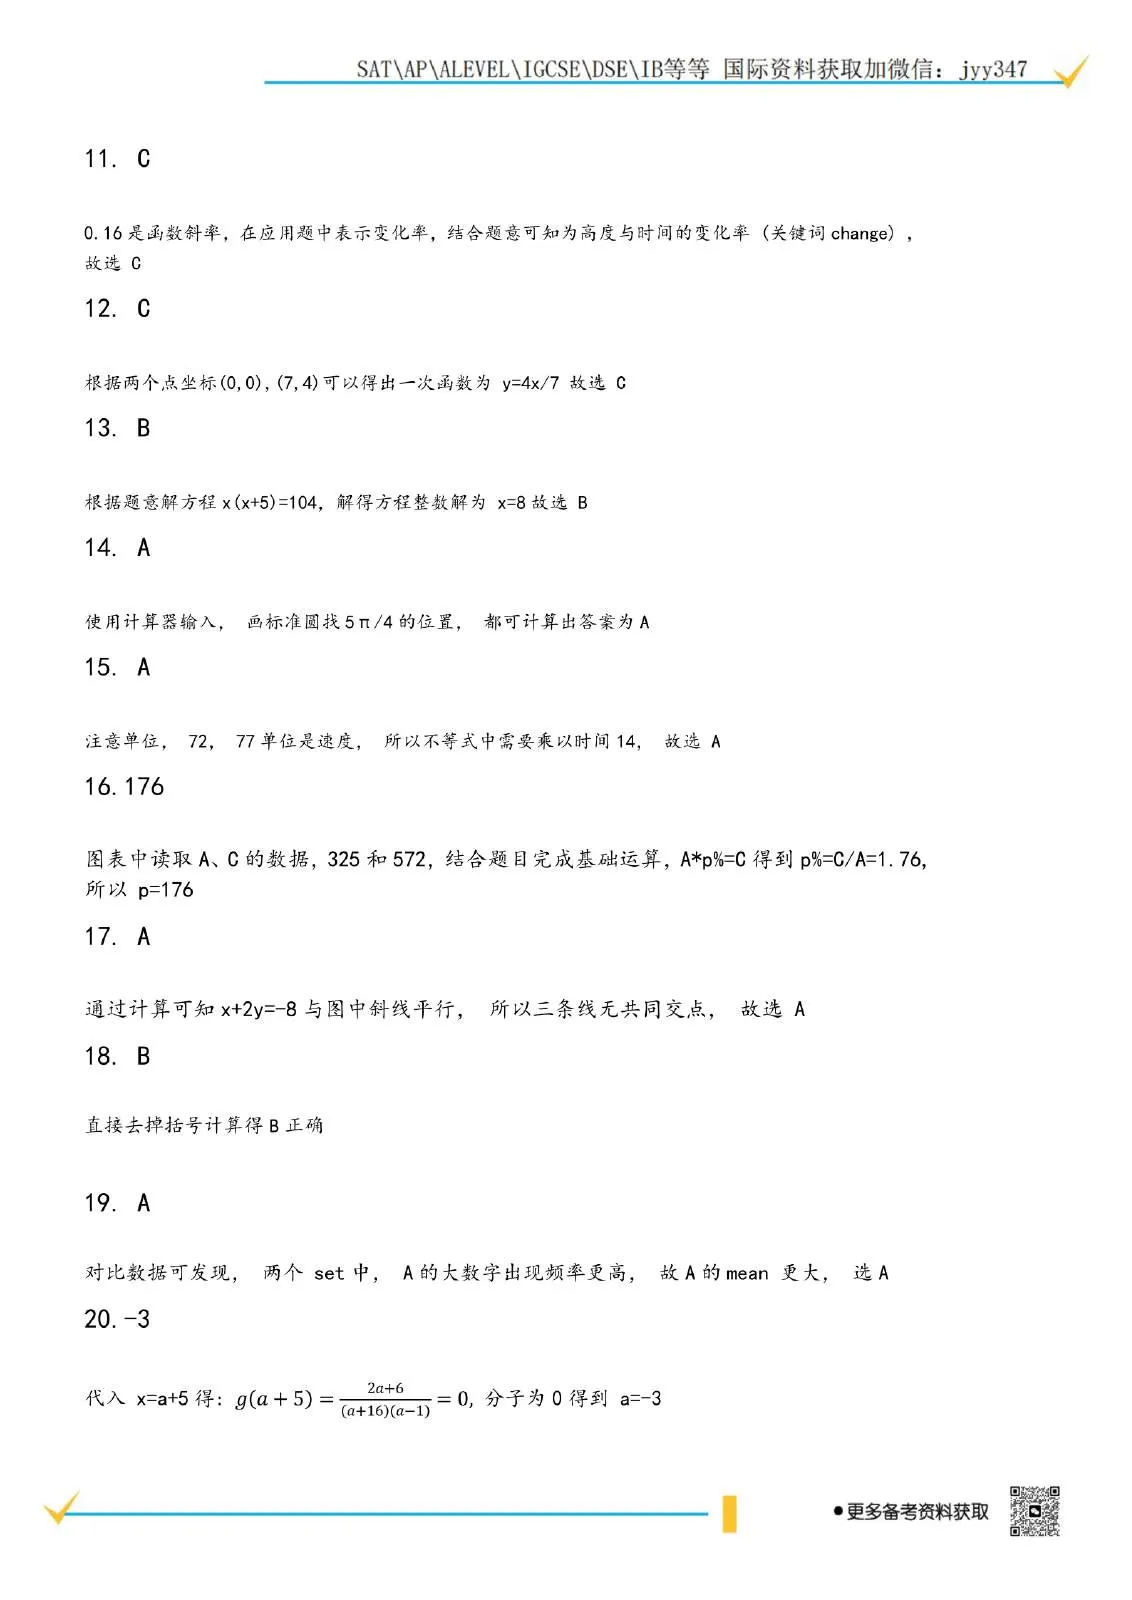 SAT\AP\ALEVEL\IGCSE\DSE\IB等等 国际资料获取加微信: jyy347
11. C
0.16是函数斜率，在应用题中表示变化率，结合题意可知为高度与时间的变化率 (关键词change) ，
故选 C
12. C
根据两个点坐标(0,0),(7,4)可以得出一次函数为 y=4x/7 故选 C
13. B
根据题意解方程x(x+5)=104，解得方程整数解为 x=8故选 B
14. A
使用计算器输入， 画标准圆找5π/4的位置， 都可计算出答案为A
15. A
注意单位， 72， 77单位是速度， 所以不等式中需要乘以时间14， 故选 A
16.176
图表中读取A、C的数据，325和572，结合题目完成基础运算，A*p%=C得到p%=C/A=1.76，
所以 p=176
17. A
通过计算可知x+2y=-8与图中斜线平行， 所以三条线无共同交点， 故选 A
18. B
直接去掉括号计算得B正确
19. A
对比数据可发现， 两个 set中， A的大数字出现频率更高， 故A的mean 更大， 选A
20.-3
代入 x=a+5得: g(a + 5) = 2a+6/(a+16)(a−1) = 0, 分子为0得到 a=-3
●更多备考资料获取